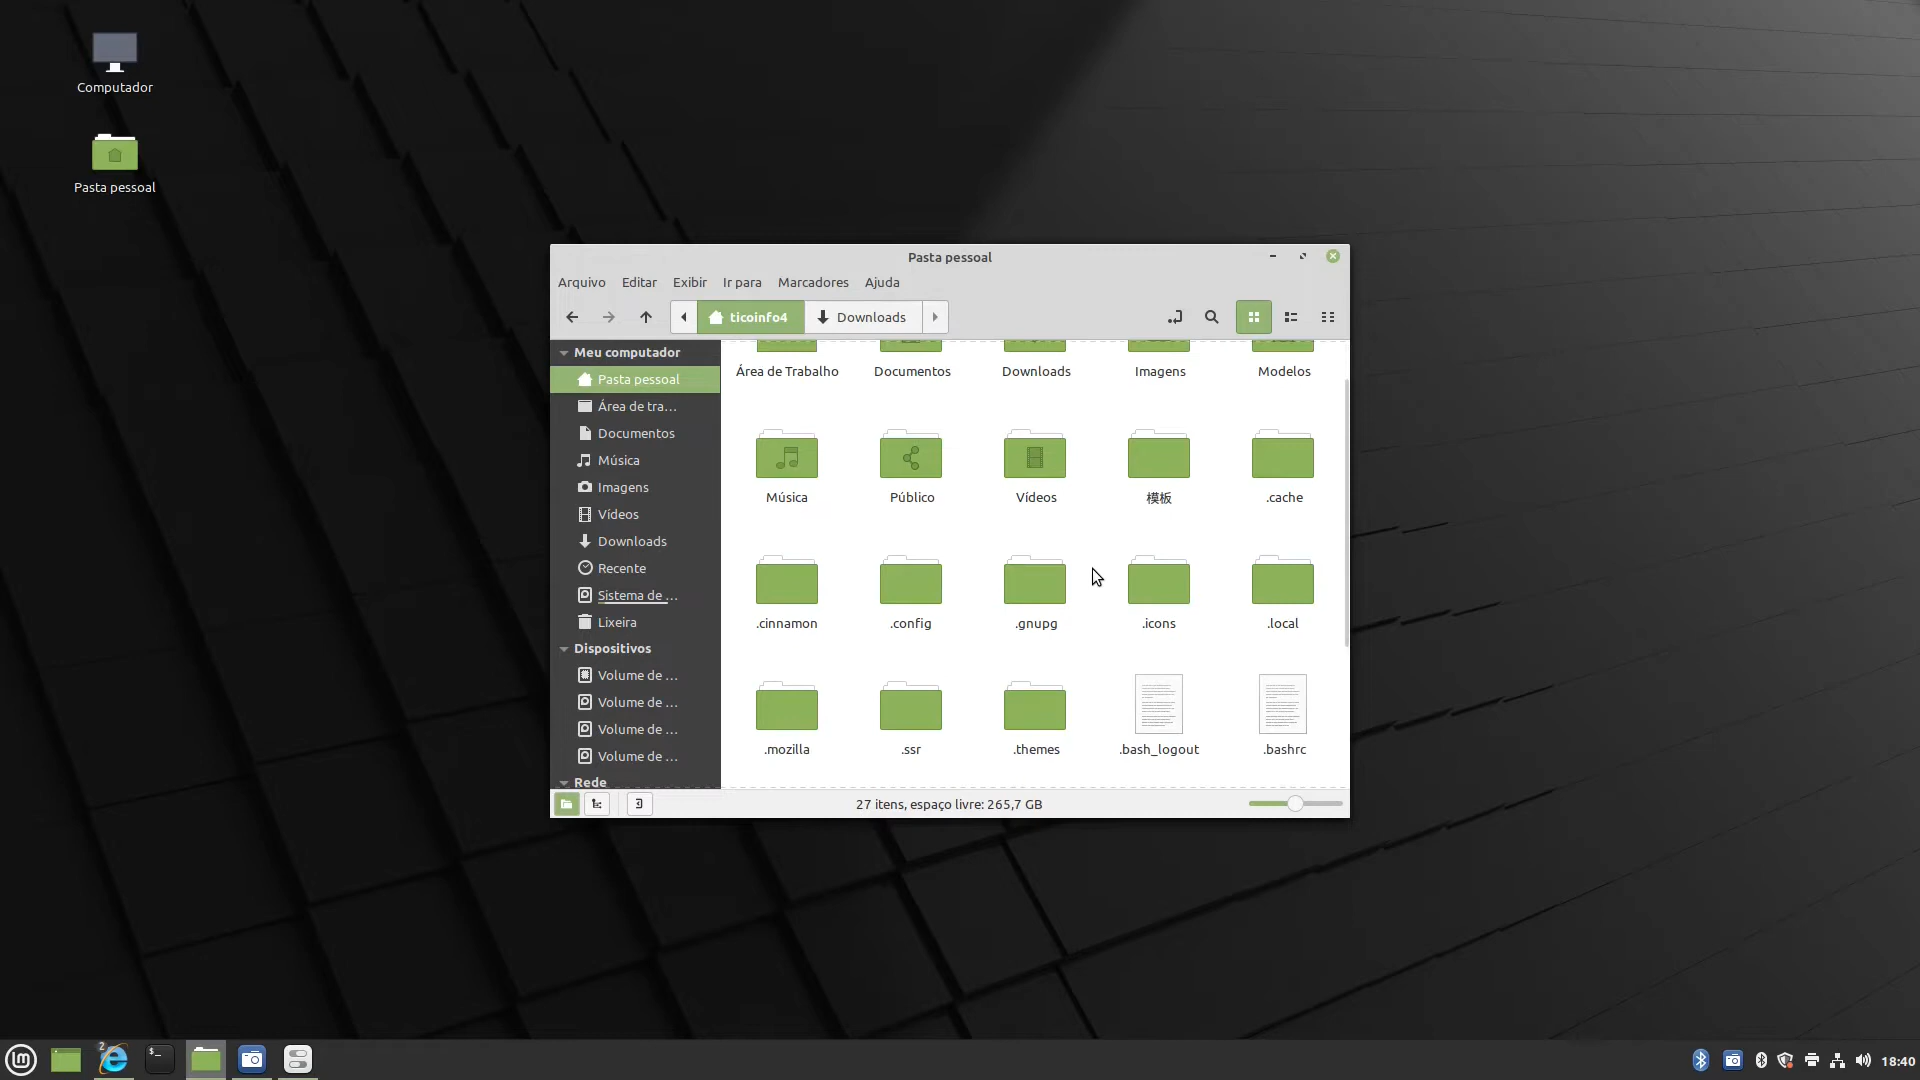 Computador
Pasta pessoal
Pasta pessoal
Arquivo Editar Exibir Ir para Marcadores Ajuda
ticoinfo4 Downloads
Meu computador
Pasta pessoal
Área de tra...
Documentos
Música
Imagens
Vídeos
Downloads
Recente
Sistema de ...
Lixeira
Dispositivos
Volume de ...
Volume de ...
Volume de ...
Volume de ...
Rede
Área de Trabalho Documentos Downloads Imagens Modelos
Música Público Vídeos 模板 .cache
.cinnamon .config .gnupg .icons .local
.mozilla .ssr .themes .bash_logout .bashrc
27 itens, espaço livre: 265,7 GB
2
18:40